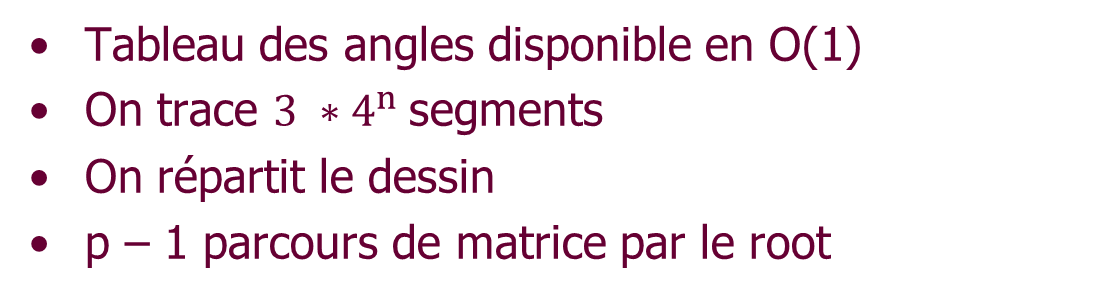 • Tableau des angles disponible en O(1)
• On trace 3 * 4ⁿ segments
• On répartit le dessin
• p – 1 parcours de matrice par le root